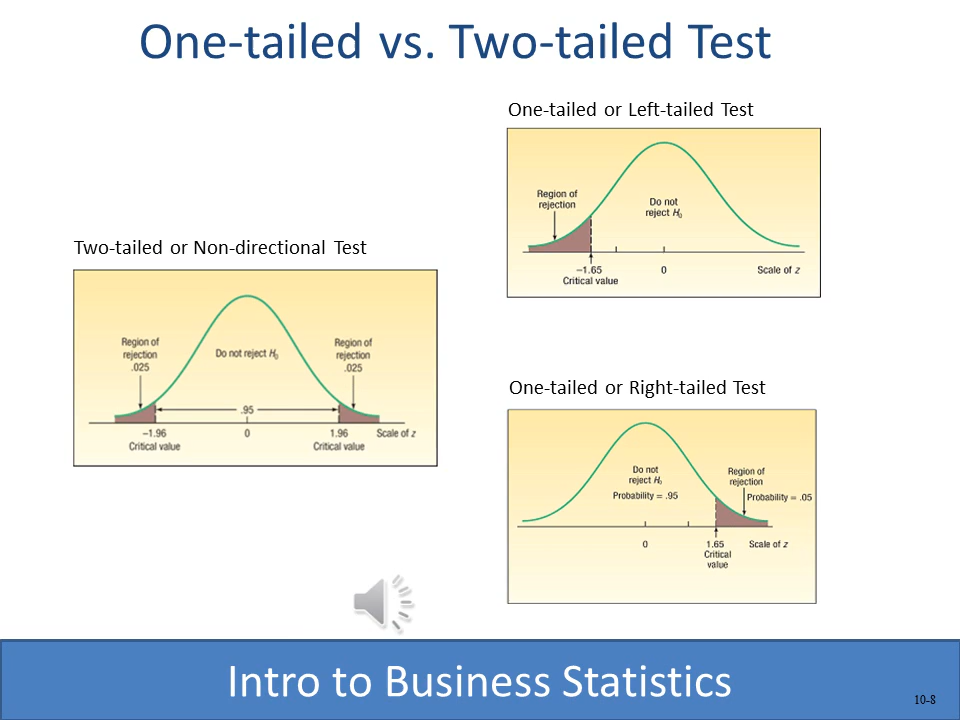 One-tailed vs. Two-tailed Test
One-tailed or Left-tailed Test
Region of
rejection
Do not
reject H₀
–1.65
0
Scale of z
Critical value
Two-tailed or Non-directional Test
Region of
rejection
.025
Do not reject H₀
Region of
rejection
.025
.95
–1.96
0
1.96
Scale of z
Critical value
Critical value
One-tailed or Right-tailed Test
Do not
reject H₀
Probability = .95
Region of
rejection
Probability = .05
0
1.65
Scale of z
Critical
value
Intro to Business Statistics
10-8